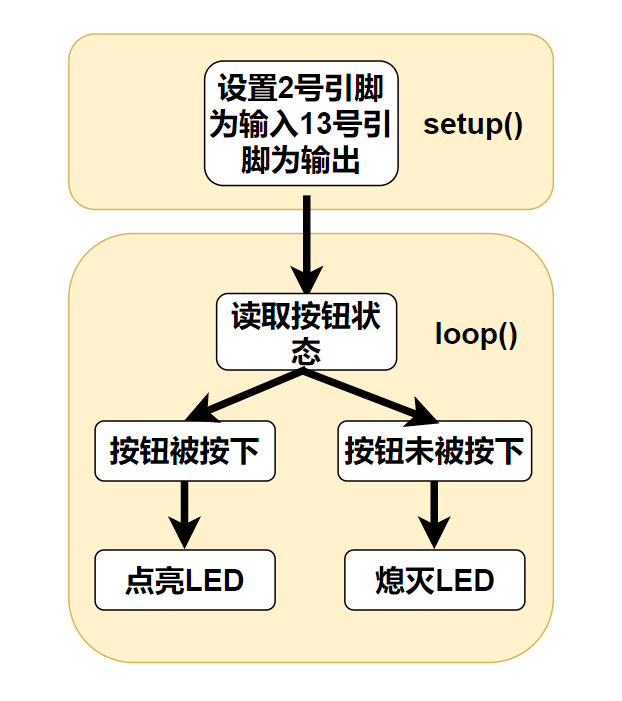 设置2号引脚
为输入13号引
脚为输出
setup()
读取按钮状
态
loop()
按钮被按下
按钮未被按下
点亮LED
熄灭LED